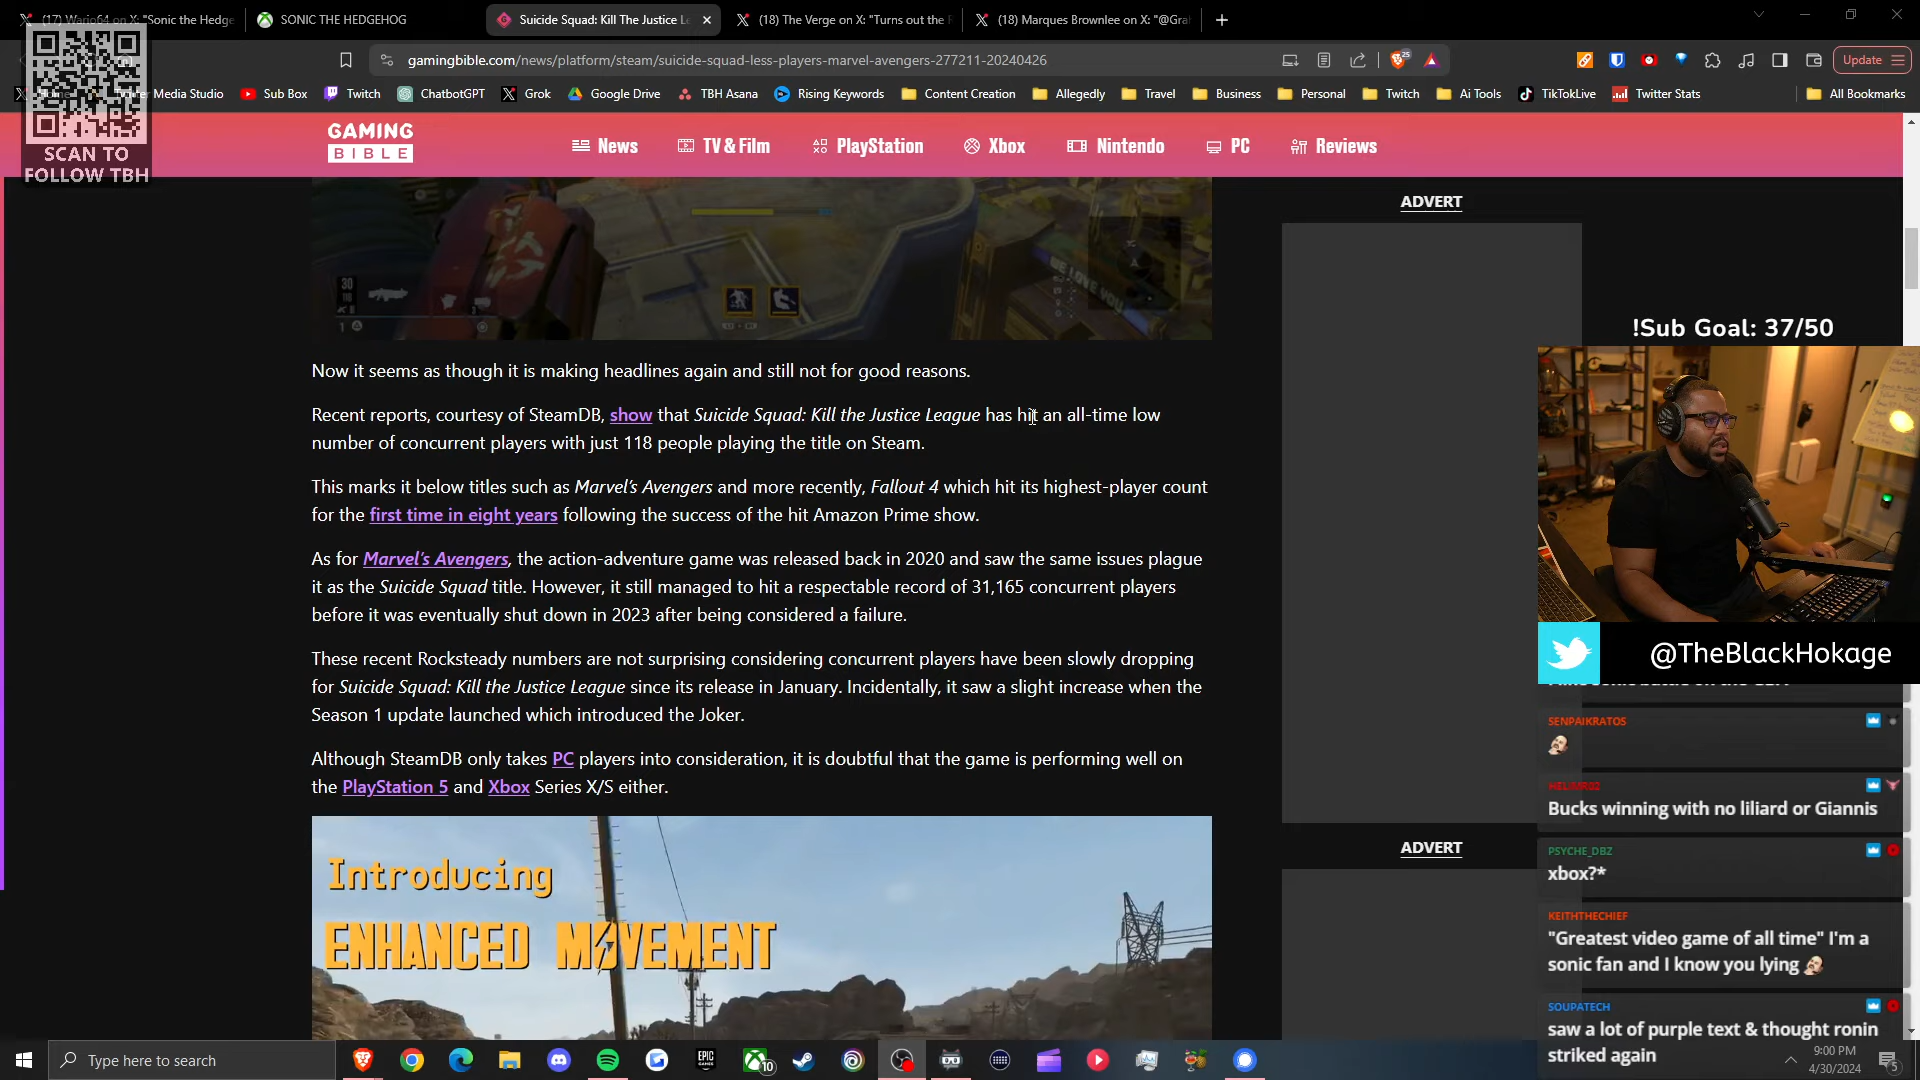 (17) Wario64 on X: "Sonic the Hedge
SONIC THE HEDGEHOG
Suicide Squad: Kill The Justice Le
(18) The Verge on X: "Turns out the R
(18) Marques Brownlee on X: "@Gra
gamingbible.com/news/platform/steam/suicide-squad-less-players-marvel-avengers-277211-20240426
25
Update
Media Studio
Sub Box
Twitch
ChatbotGPT
Grok
Google Drive
TBH Asana
Rising Keywords
Content Creation
Allegedly
Travel
Business
Personal
Twitch
Ai Tools
TikTokLive
Twitter Stats
All Bookmarks
SCAN TO
FOLLOW TBH
GAMING
BIBLE
News
TV & Film
PlayStation
Xbox
Nintendo
PC
Reviews
30
WE LOVE YOU
ADVERT
Now it seems as though it is making headlines again and still not for good reasons.
Recent reports, courtesy of SteamDB, show that Suicide Squad: Kill the Justice League has hit an all-time low
number of concurrent players with just 118 people playing the title on Steam.
This marks it below titles such as Marvel's Avengers and more recently, Fallout 4 which hit its highest-player count
for the first time in eight years following the success of the hit Amazon Prime show.
As for Marvel's Avengers, the action-adventure game was released back in 2020 and saw the same issues plague
it as the Suicide Squad title. However, it still managed to hit a respectable record of 31,165 concurrent players
before it was eventually shut down in 2023 after being considered a failure.
These recent Rocksteady numbers are not surprising considering concurrent players have been slowly dropping
for Suicide Squad: Kill the Justice League since its release in January. Incidentally, it saw a slight increase when the
Season 1 update launched which introduced the Joker.
Although SteamDB only takes PC players into consideration, it is doubtful that the game is performing well on
the PlayStation 5 and Xbox Series X/S either.
Introducing
ENHANCED MOVEMENT
ADVERT
!Sub Goal: 37/50
@TheBlackHokage
SENPAIKRATOS
Bucks winning with no liliard or Giannis
PSYCHE_DBZ
xbox?*
KEITHTHECHIEF
"Greatest video game of all time" I'm a
sonic fan and I know you lying
SOUPATECH
saw a lot of purple text & thought ronin
striked again
Type here to search
EPIC
GAMES
10
9:00 PM
4/30/2024
5